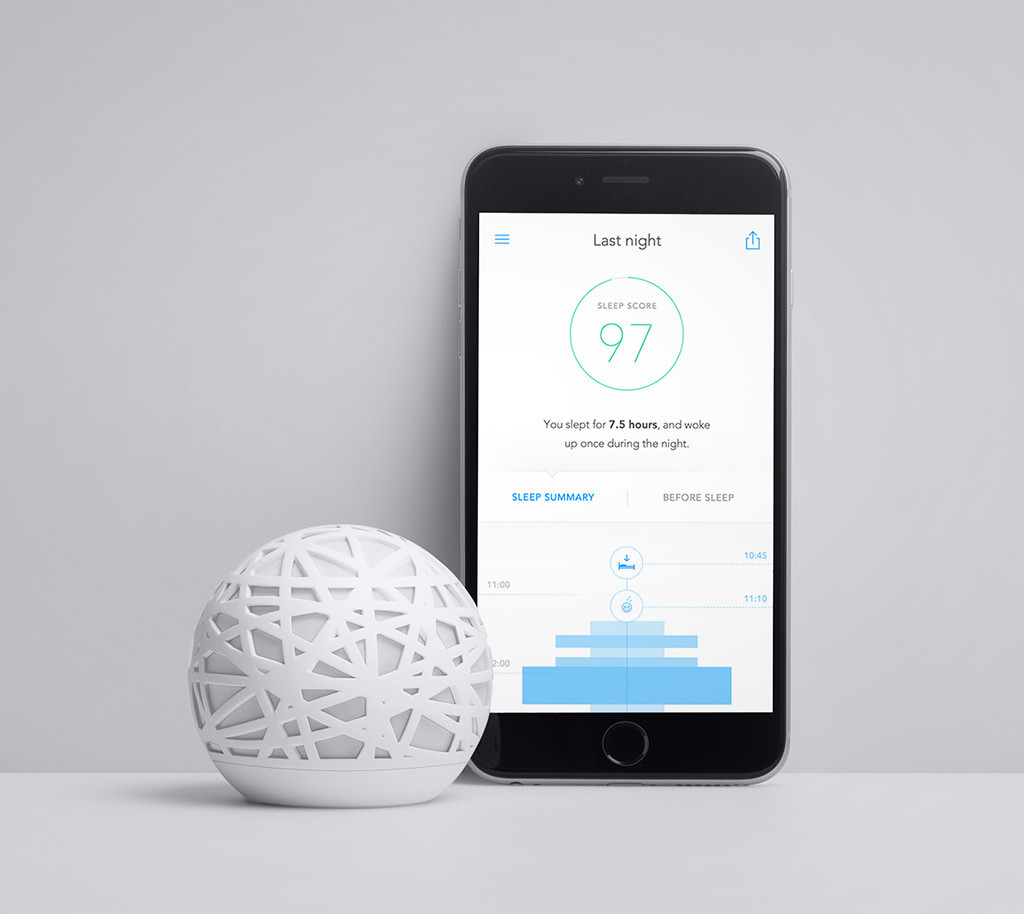 Last night
SLEEP SCORE
97
You slept for 7.5 hours, and woke
up once during the night.
SLEEP SUMMARY
BEFORE SLEEP
10:45
11:00
11:10
2:00